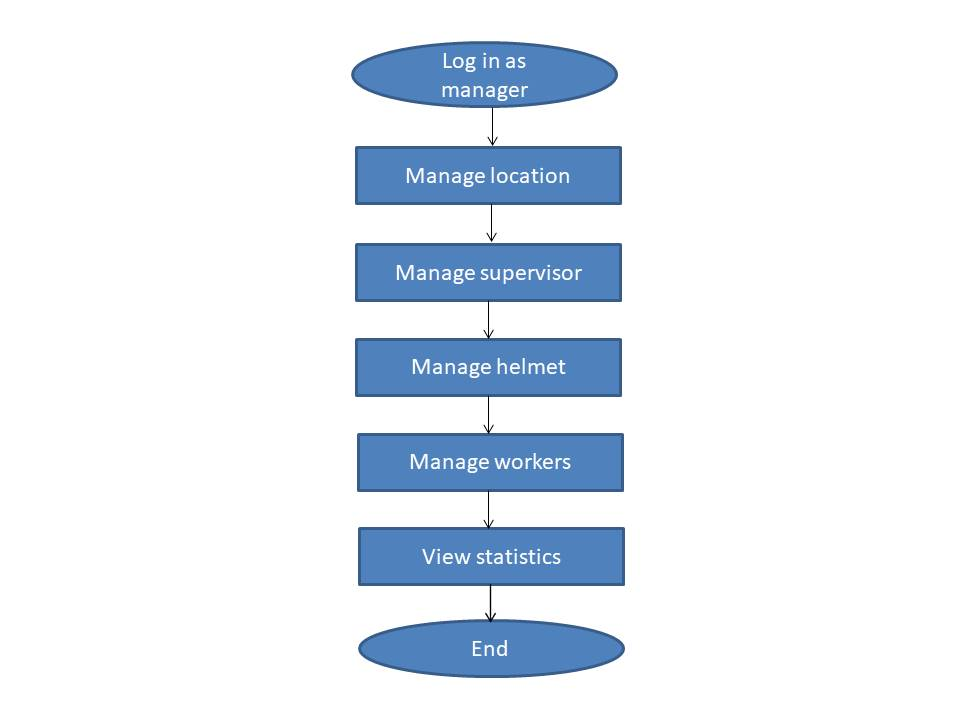 Log in as
manager
Manage location
Manage supervisor
Manage helmet
Manage workers
View statistics
End